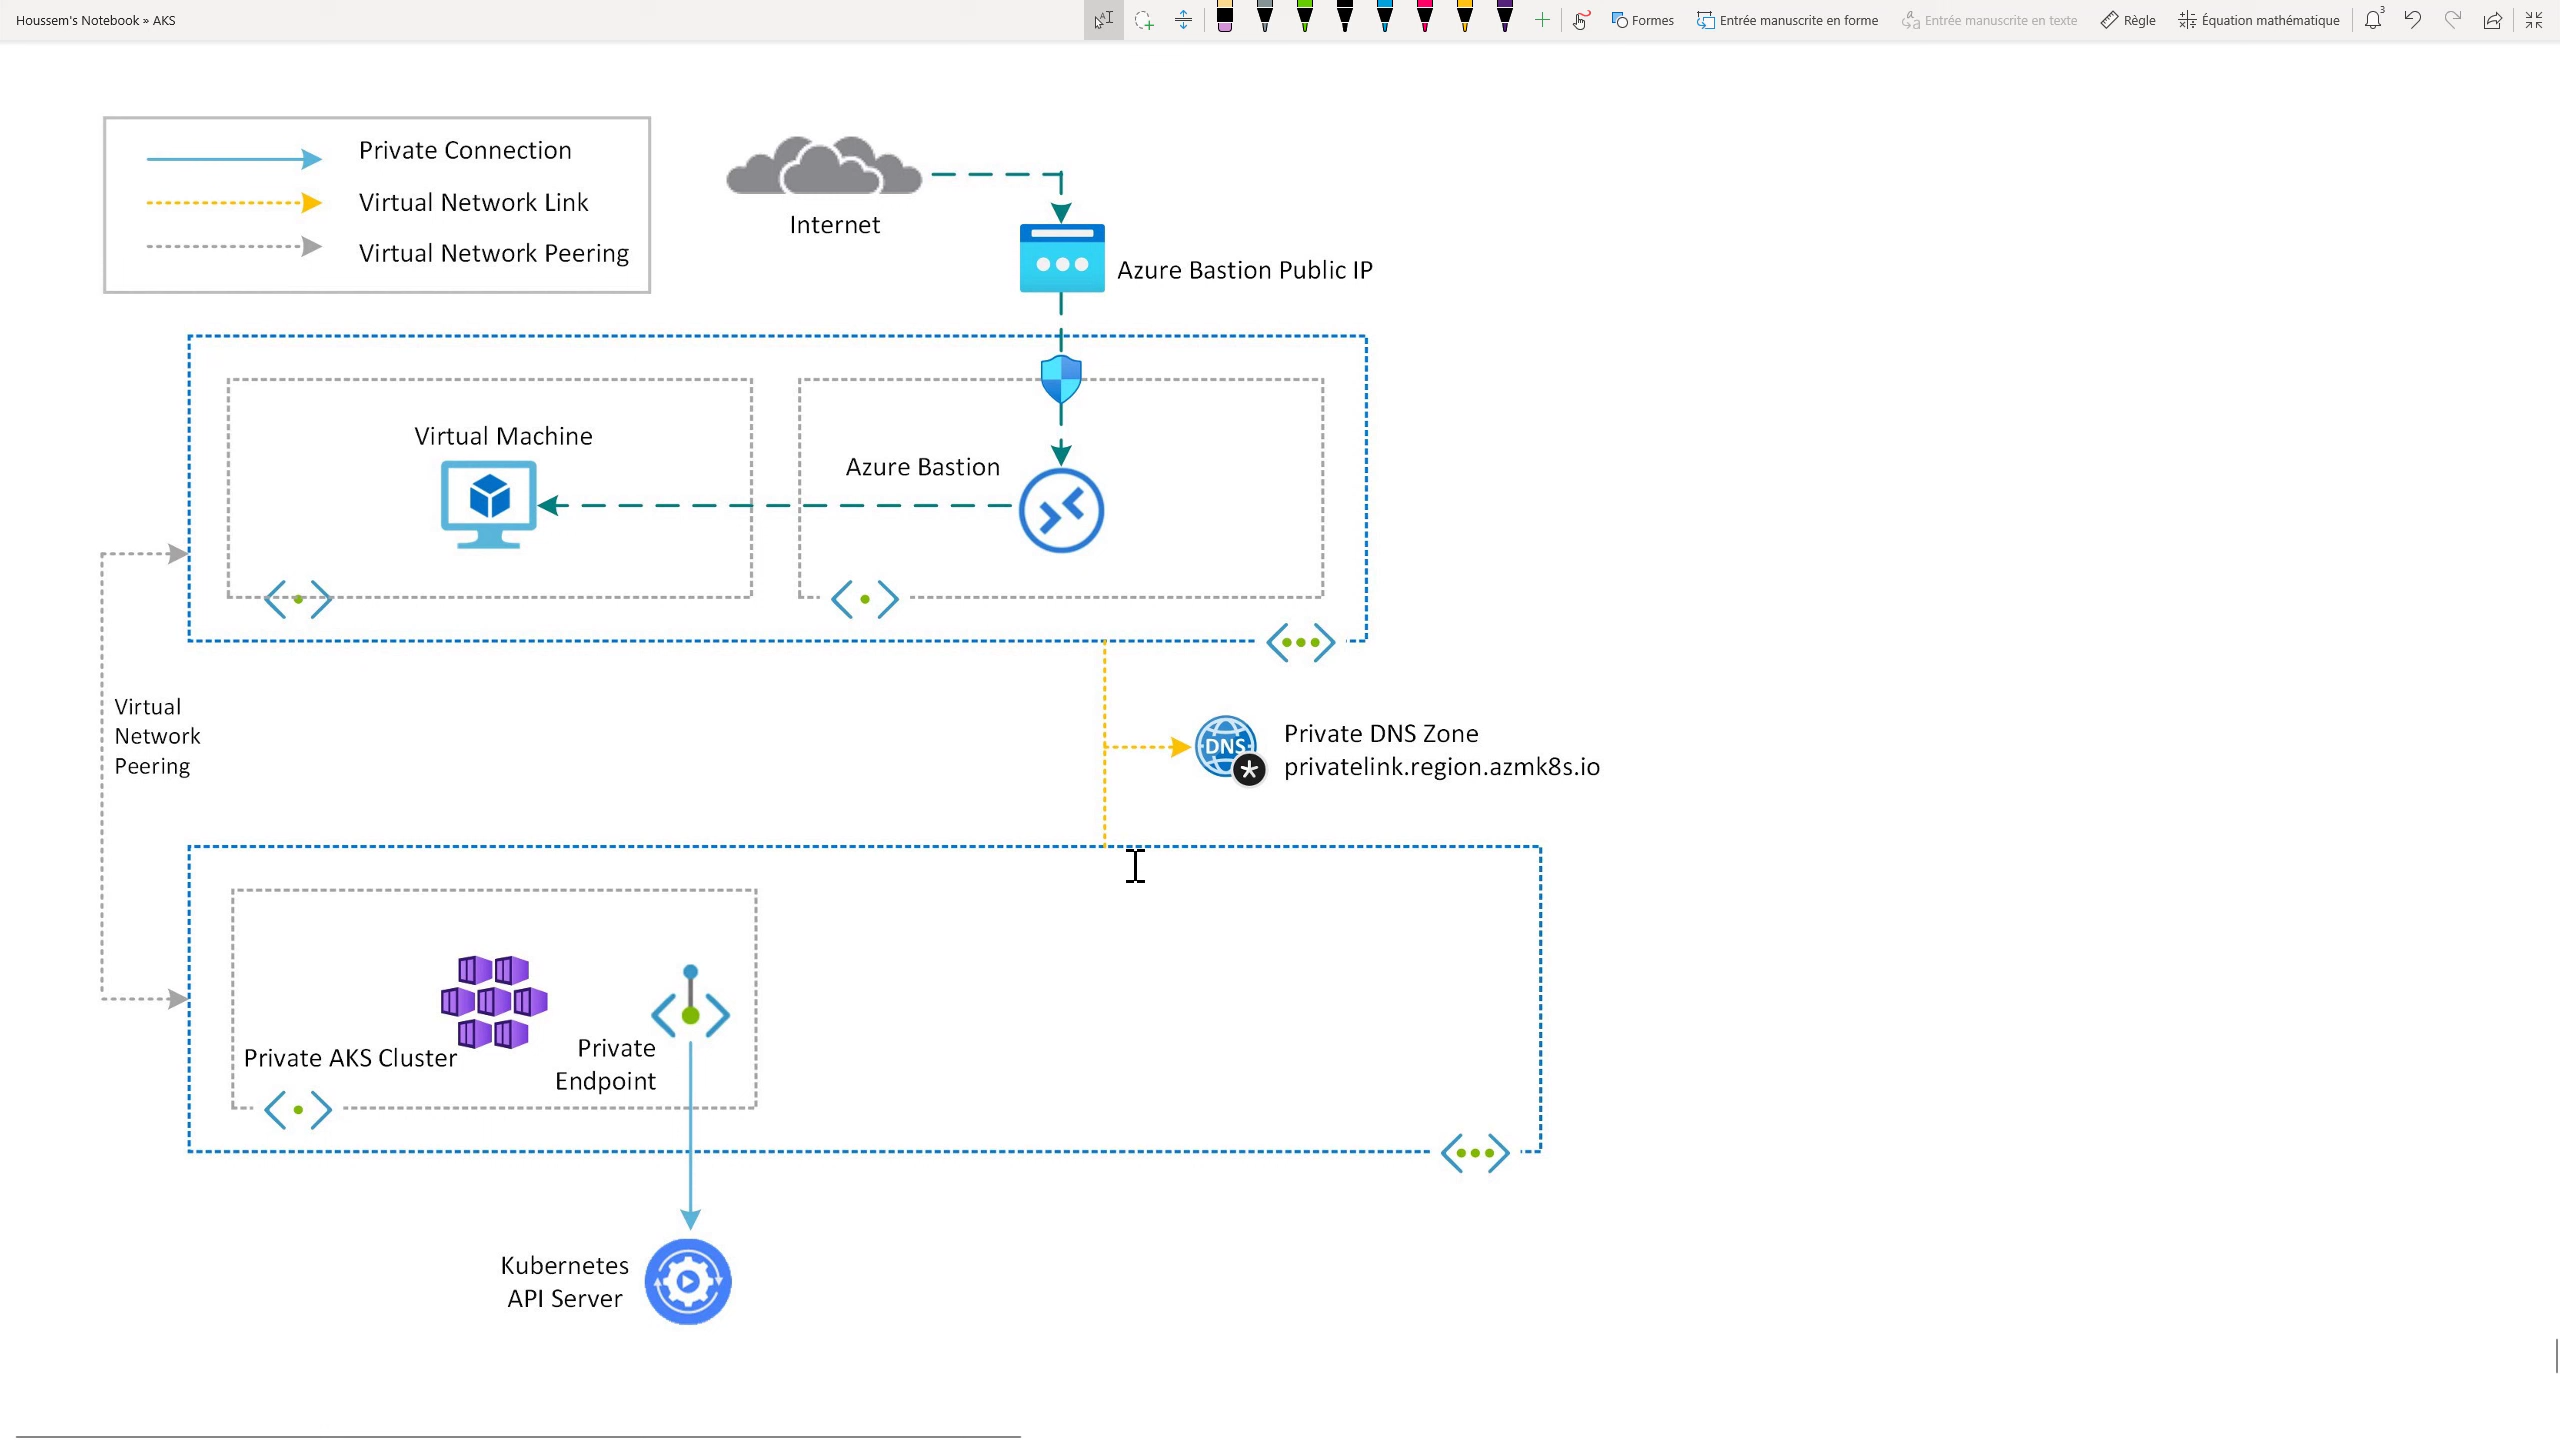 Houssem's Notebook » AKS
Formes
Entrée manuscrite en forme
Entrée manuscrite en texte
Règle
Équation mathématique
3
Private Connection
Virtual Network Link
Virtual Network Peering
Internet
Azure Bastion Public IP
Virtual Machine
Azure Bastion
Virtual
Network
Peering
DNS
Private DNS Zone
privatelink.region.azmk8s.io
Private AKS Cluster
Private
Endpoint
Kubernetes
API Server